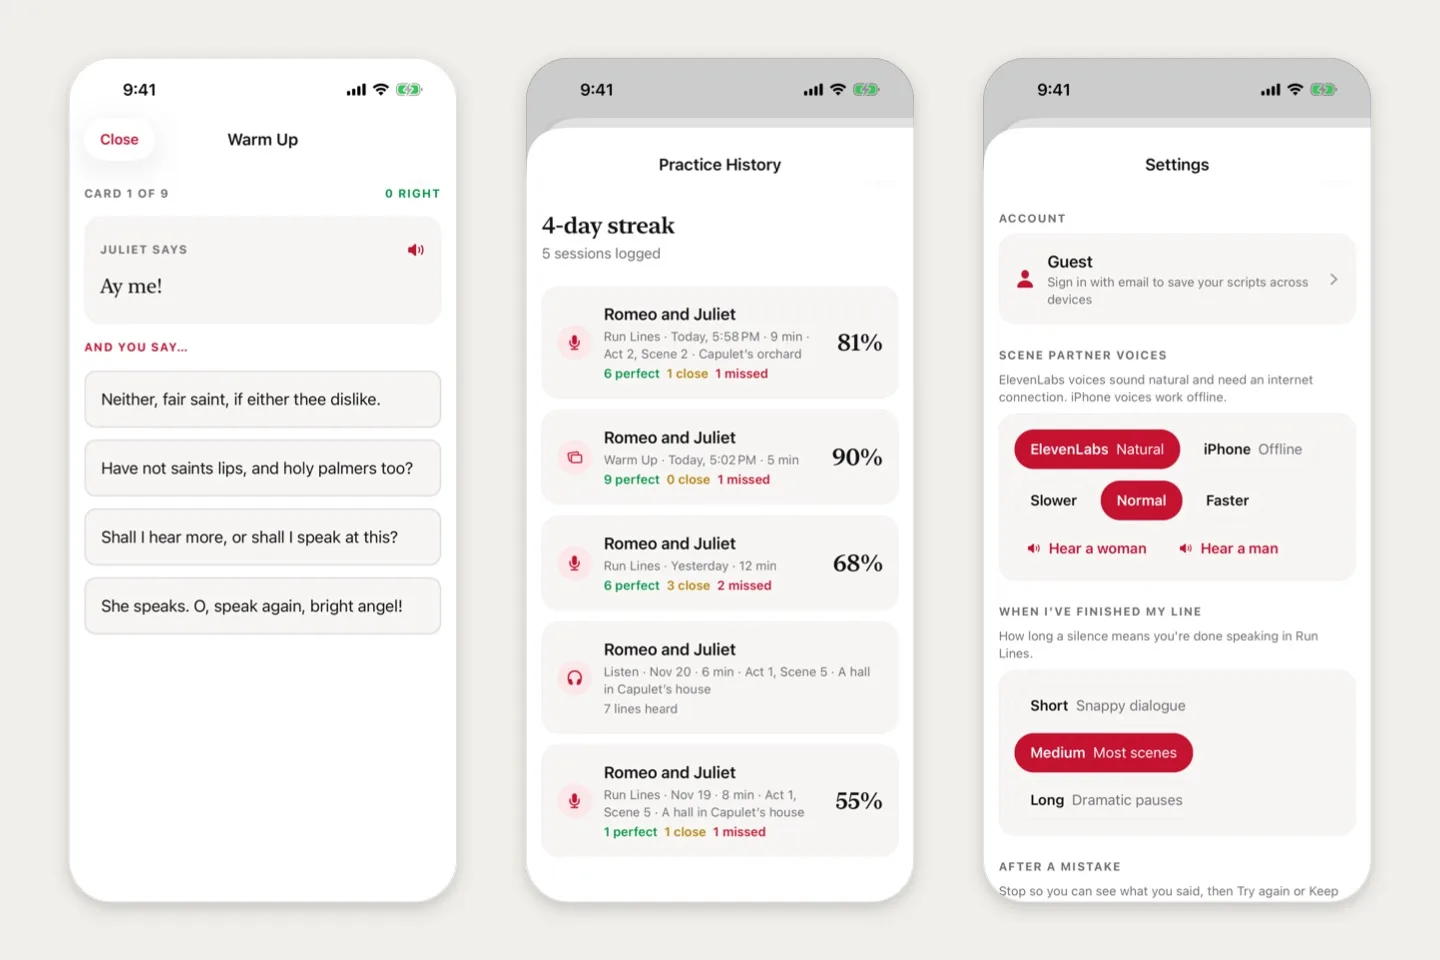 9:41
Close
Warm Up
CARD 1 OF 9
0 RIGHT
JULIET SAYS
Ay me!
AND YOU SAY...
Neither, fair saint, if either thee dislike.
Have not saints lips, and holy palmers too?
Shall I hear more, or shall I speak at this?
She speaks. O, speak again, bright angel!
9:41
Practice History
4-day streak
5 sessions logged
Romeo and Juliet
Run Lines · Today, 5:58 PM · 9 min ·
Act 2, Scene 2 · Capulet's orchard
6 perfect 1 close 1 missed
81%
Romeo and Juliet
Warm Up · Today, 5:02 PM · 5 min
9 perfect 0 close 1 missed
90%
Romeo and Juliet
Run Lines · Yesterday · 12 min
6 perfect 3 close 2 missed
68%
Romeo and Juliet
Listen · Nov 20 · 6 min · Act 1, Scene 5 · A hall
in Capulet's house
7 lines heard
Romeo and Juliet
Run Lines · Nov 19 · 8 min · Act 1,
Scene 5 · A hall in Capulet's house
1 perfect 1 close 1 missed
55%
9:41
Settings
ACCOUNT
Guest
Sign in with email to save your scripts across
devices
SCENE PARTNER VOICES
ElevenLabs voices sound natural and need an internet
connection. iPhone voices work offline.
ElevenLabs Natural
iPhone Offline
Slower
Normal
Faster
Hear a woman
Hear a man
WHEN I'VE FINISHED MY LINE
How long a silence means you're done speaking in Run
Lines.
Short Snappy dialogue
Medium Most scenes
Long Dramatic pauses
AFTER A MISTAKE
Stop so you can see what you said, then Try again or Keep